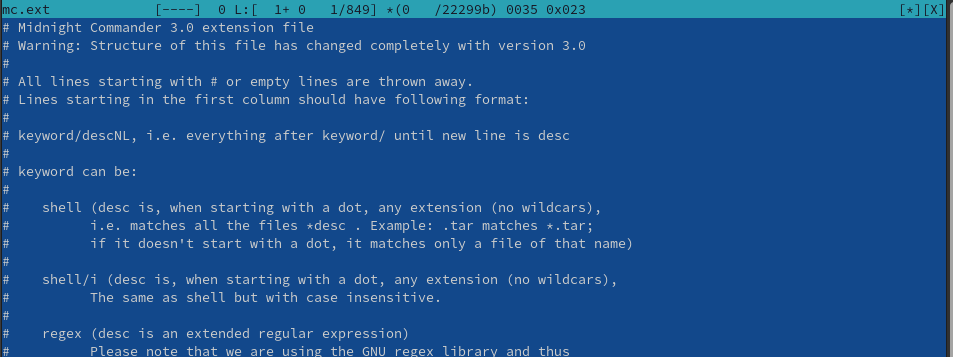 mc.ext [----] 0 L:[ 1+ 0 1/849] *(0 /22299b) 0035 0x023 [*][X]
# Midnight Commander 3.0 extension file
# Warning: Structure of this file has changed completely with version 3.0
#
# All lines starting with # or empty lines are thrown away.
# Lines starting in the first column should have following format:
#
# keyword/descNL, i.e. everything after keyword/ until new line is desc
#
# keyword can be:
#
#    shell (desc is, when starting with a dot, any extension (no wildcars),
#          i.e. matches all the files *desc . Example: .tar matches *.tar;
#          if it doesn't start with a dot, it matches only a file of that name)
#
#    shell/i (desc is, when starting with a dot, any extension (no wildcars),
#          The same as shell but with case insensitive.
#
#    regex (desc is an extended regular expression)
#          Please note that we are using the GNU regex library and thus